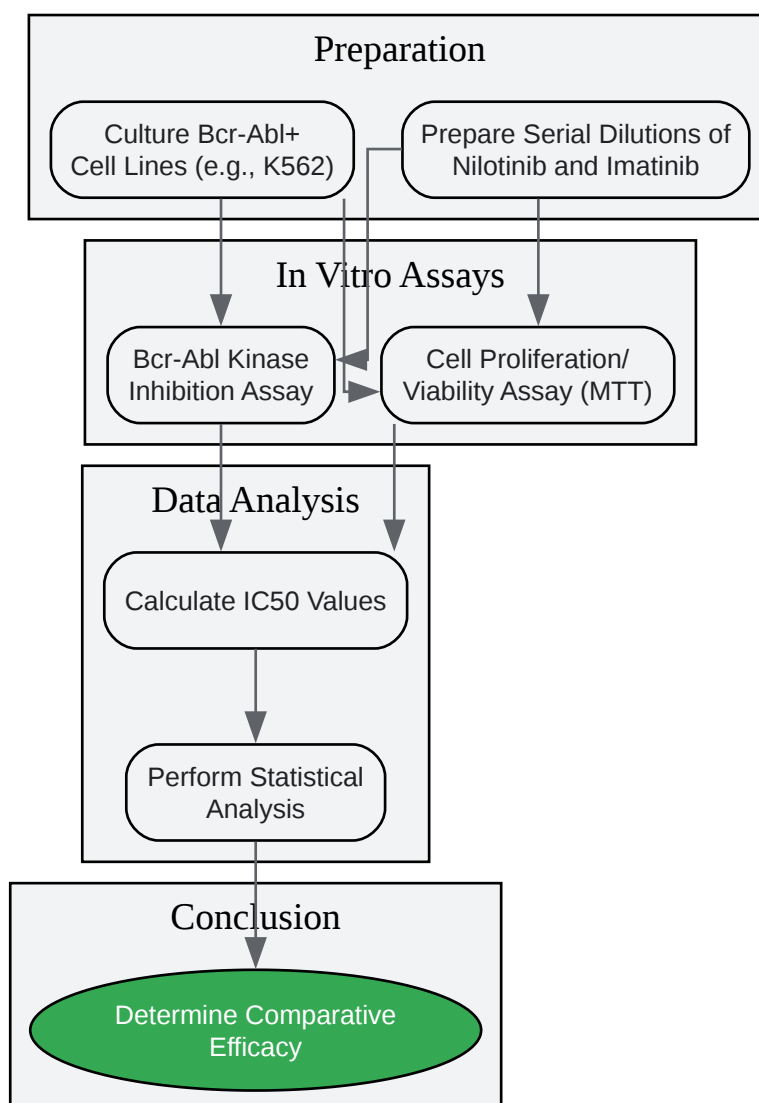 Preparation
Culture Bcr-Abl+
Cell Lines (e.g., K562)
Prepare Serial Dilutions of
Nilotinib and Imatinib
In Vitro Assays
Bcr-Abl Kinase
Inhibition Assay
Cell Proliferation/
Viability Assay (MTT)
Data Analysis
Calculate IC50 Values
Perform Statistical
Analysis
Conclusion
Determine Comparative
Efficacy